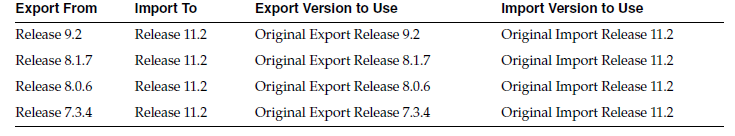 Export From Import To Export Version to Use Import Version to Use
Release 9.2 Release 11.2 Original Export Release 9.2 Original Import Release 11.2
Release 8.1.7 Release 11.2 Original Export Release 8.1.7 Original Import Release 11.2
Release 8.0.6 Release 11.2 Original Export Release 8.0.6 Original Import Release 11.2
Release 7.3.4 Release 11.2 Original Export Release 7.3.4 Original Import Release 11.2